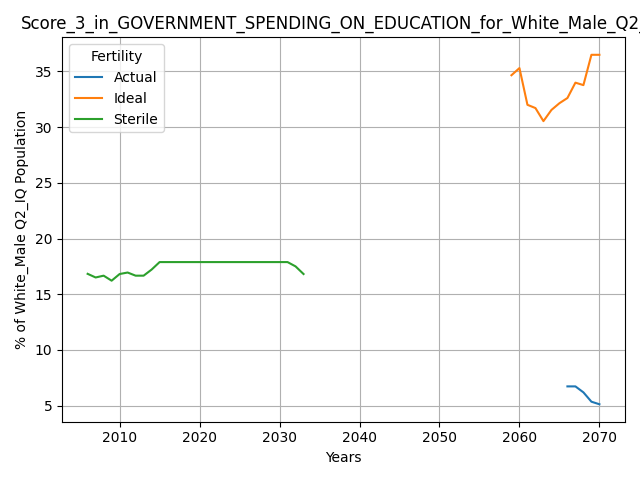 Score_3_in_GOVERNMENT_SPENDING_ON_EDUCATION_for_White_Male_Q2_
Fertility
Actual
Ideal
Sterile
% of White_Male Q2_IQ Population
35
30
25
20
15
10
5
2010 2020 2030 2040 2050 2060 2070
Years